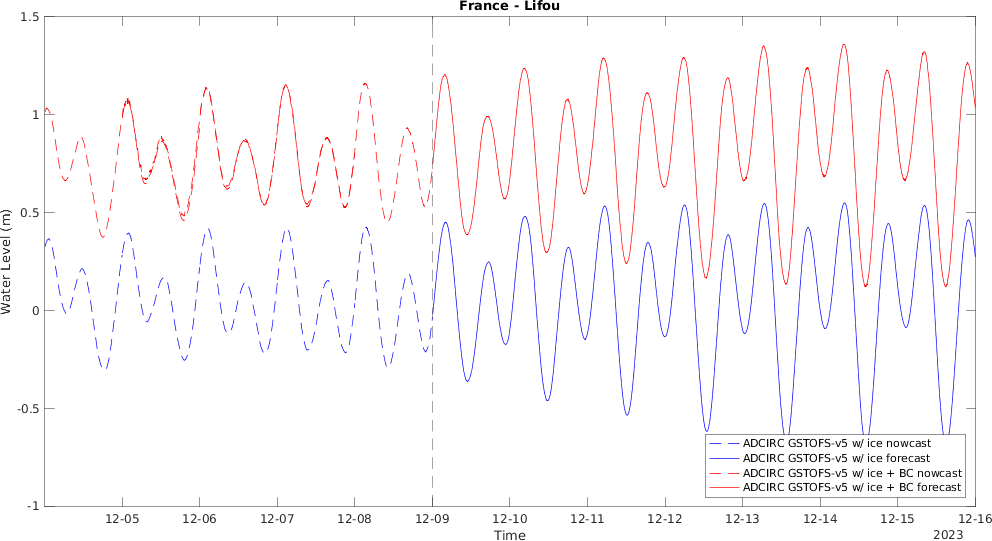 France - Lifou
1.5
1
0.5
0
-0.5
-1
Water Level (m)
12-05 12-06 12-07 12-08 12-09 12-10 12-11 12-12 12-13 12-14 12-15 12-16
Time
2023
ADCIRC GSTOFS-v5 w/ ice nowcast
ADCIRC GSTOFS-v5 w/ ice forecast
ADCIRC GSTOFS-v5 w/ ice + BC nowcast
ADCIRC GSTOFS-v5 w/ ice + BC forecast